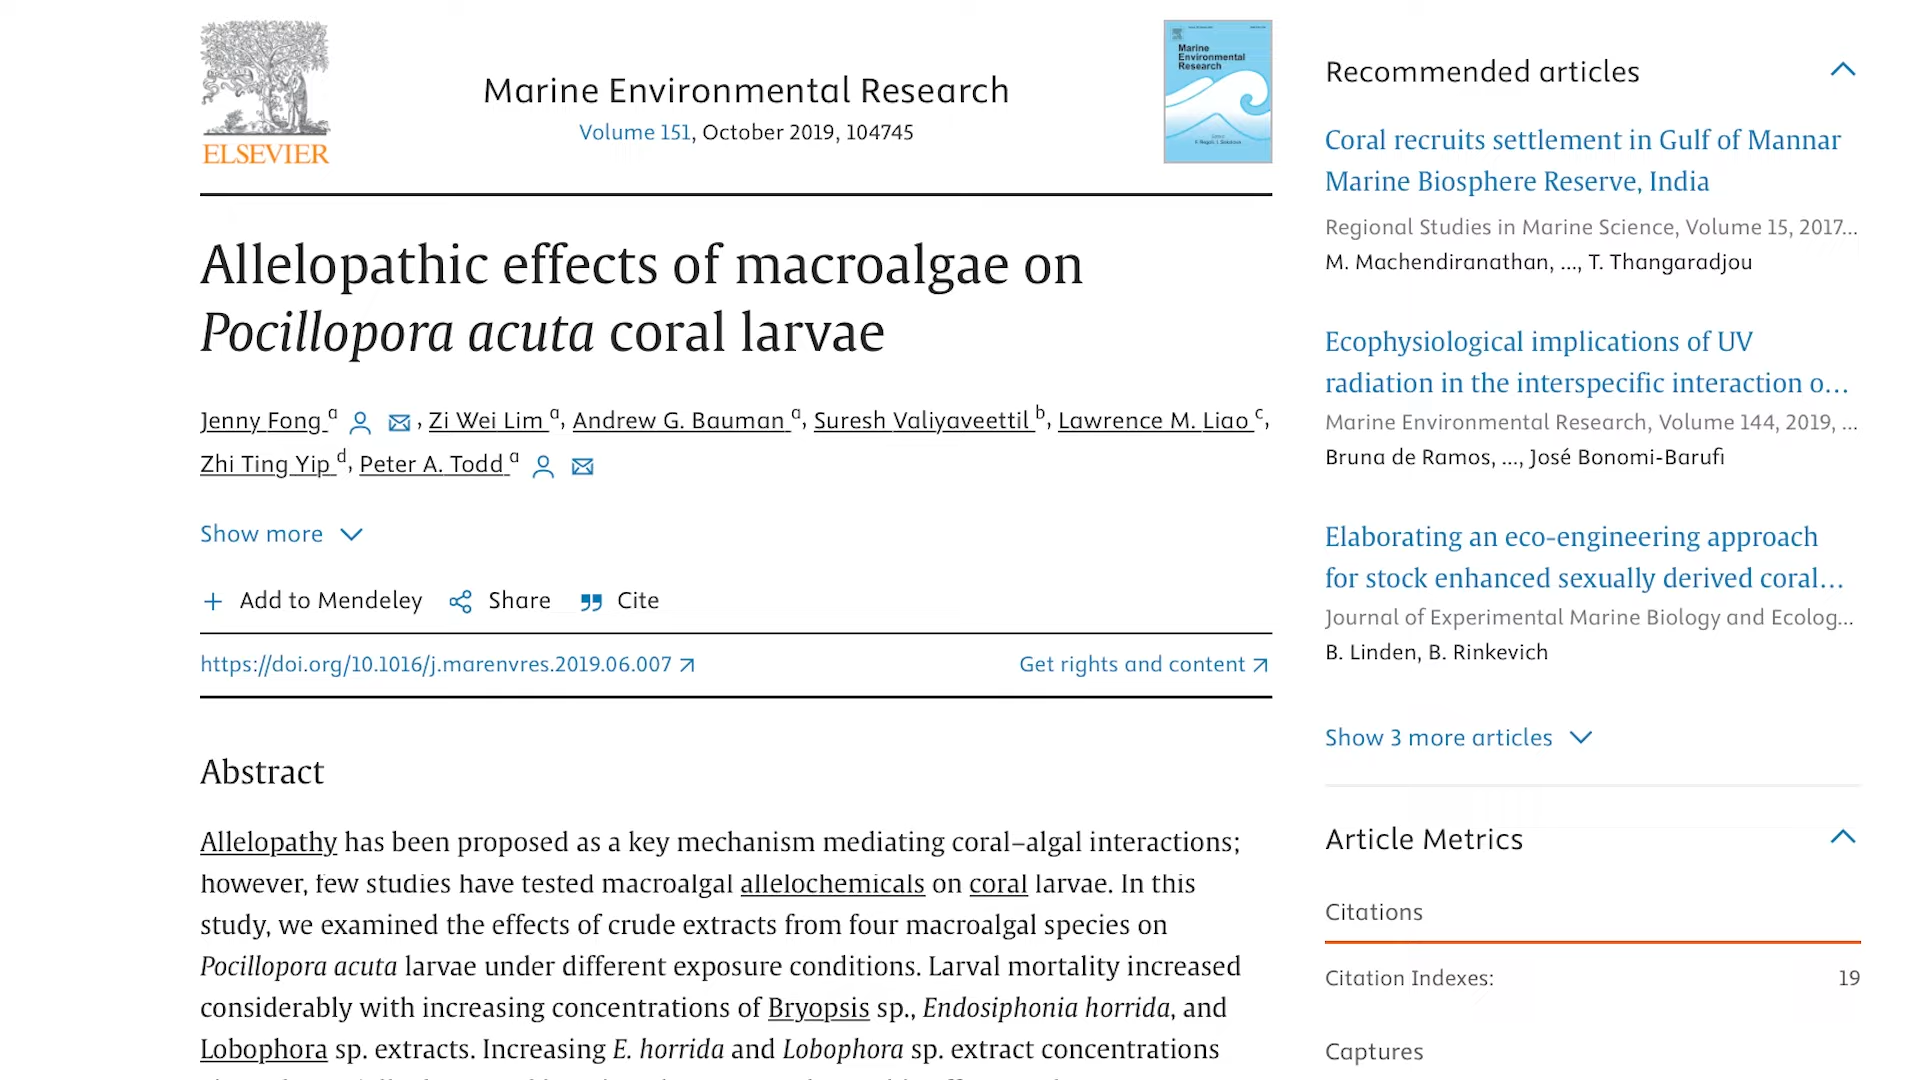 ELSEVIER
Marine Environmental Research
Volume 151, October 2019, 104745
Marine
Environmental
Research
Allelopathic effects of macroalgae on
Pocillopora acuta coral larvae
Jenny Fong a, Zi Wei Lim a, Andrew G. Bauman a, Suresh Valiyaveettil b, Lawrence M. Liao c,
Zhi Ting Yip d, Peter A. Todd a
Show more
+ Add to Mendeley Share Cite
https://doi.org/10.1016/j.marenvres.2019.06.007 Get rights and content
Abstract
Allelopathy has been proposed as a key mechanism mediating coral–algal interactions;
however, few studies have tested macroalgal allelochemicals on coral larvae. In this
study, we examined the effects of crude extracts from four macroalgal species on
Pocillopora acuta larvae under different exposure conditions. Larval mortality increased
considerably with increasing concentrations of Bryopsis sp., Endosiphonia horrida, and
Lobophora sp. extracts. Increasing E. horrida and Lobophora sp. extract concentrations
Recommended articles
Coral recruits settlement in Gulf of Mannar
Marine Biosphere Reserve, India
Regional Studies in Marine Science, Volume 15, 2017...
M. Machendiranathan, ..., T. Thangaradjou
Ecophysiological implications of UV
radiation in the interspecific interaction o...
Marine Environmental Research, Volume 144, 2019, ...
Bruna de Ramos, ..., José Bonomi-Barufi
Elaborating an eco-engineering approach
for stock enhanced sexually derived coral...
Journal of Experimental Marine Biology and Ecolog...
B. Linden, B. Rinkevich
Show 3 more articles
Article Metrics
Citations
Citation Indexes: 19
Captures